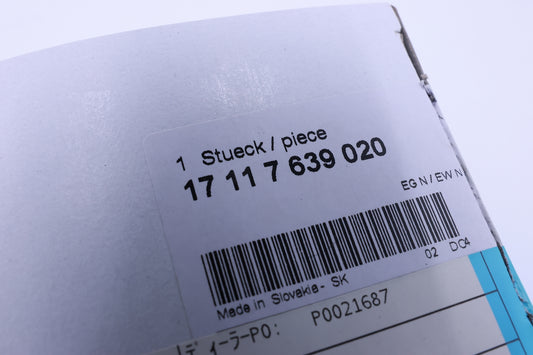 1 Stueck / piece
17 11 7 639 020
EG N / EW N
02 DC4
Made in Slovakia - SK
ディーラーPO: P0021687